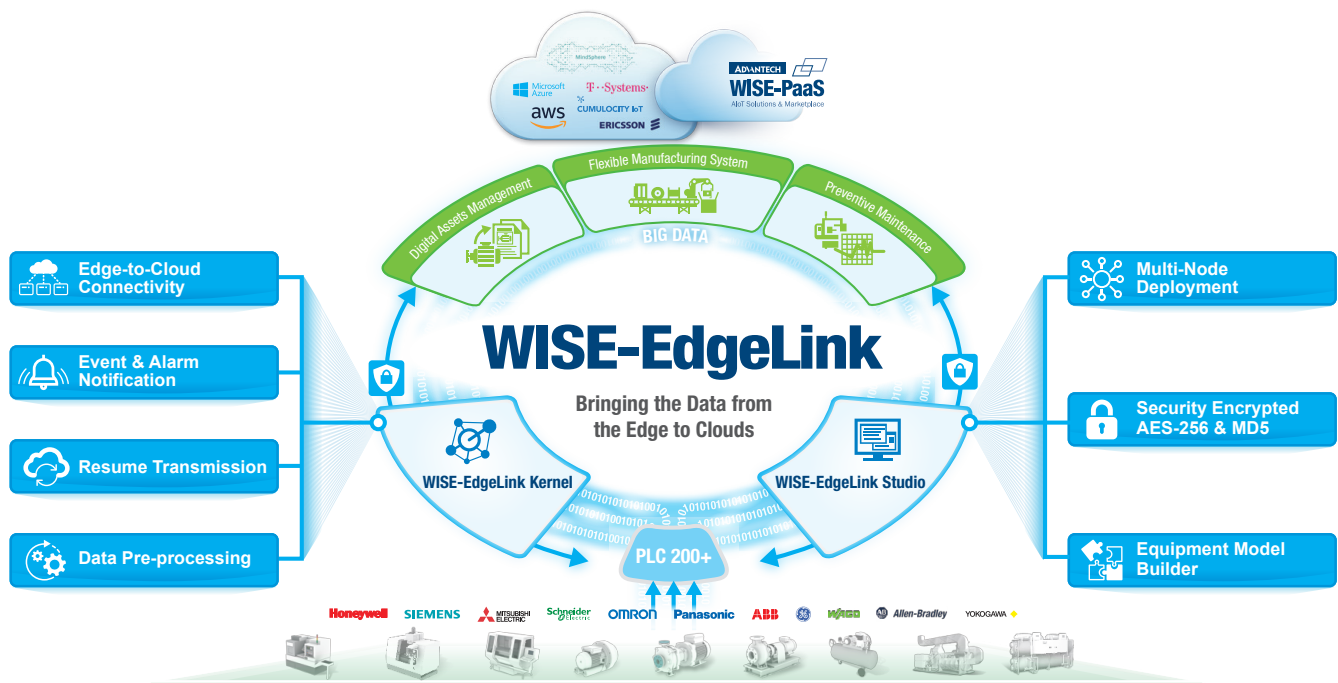 MindSphere
Microsoft
Azure
T··Systems·
aws
CUMULOCITY IoT
ERICSSON
ADVANTECH
WISE-PaaS
AIoT Solutions & Marketplace
Digital Assets Management
Flexible Manufacturing System
Preventive Maintenance
BIG DATA
Edge-to-Cloud
Connectivity
Event & Alarm
Notification
Resume Transmission
Data Pre-processing
WISE-EdgeLink
Bringing the Data from
the Edge to Clouds
WISE-EdgeLink Kernel
WISE-EdgeLink Studio
PLC 200+
Multi-Node
Deployment
Security Encrypted
AES-256 & MD5
Equipment Model
Builder
Honeywell
SIEMENS
MITSUBISHI
ELECTRIC
Schneider
Electric
OMRON
Panasonic
ABB
GE
WAGO
AB Allen-Bradley
YOKOGAWA